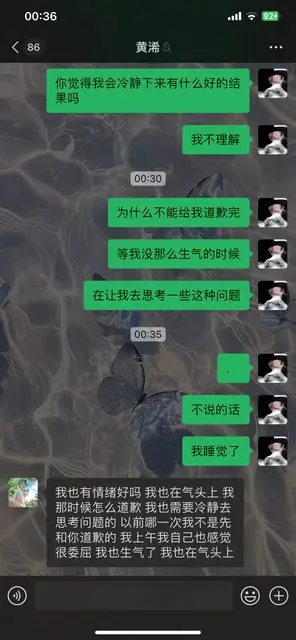 00:36
92+
86
黄浠
你觉得我会冷静下来有什么好的结
果吗
我不理解
00:30
为什么不能给我道歉完
等我没那么生气的时候
在让我去思考一些这种问题
00:35
.
不说的话
我睡觉了
我也有情绪好吗 我也在气头上 我
那时候怎么道歉 我也需要冷静去
思考问题的 以前哪一次我不是先
和你道歉的 我上午我自己也感觉
很委屈 我也生气了 我也在气头上